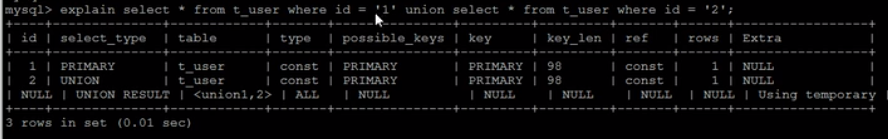 mysql> explain select * from t_user where id = '1' union select * from t_user where id = '2';
+------+--------------+------------+-------+---------------+---------+---------+-------+------+-----------------+
| id | select_type | table | type | possible_keys | key | key_len | ref | rows | Extra |
+------+--------------+------------+-------+---------------+---------+---------+-------+------+-----------------+
| 1 | PRIMARY | t_user | const | PRIMARY | PRIMARY | 98 | const | 1 | NULL
| 2 | UNION | t_user | const | PRIMARY | PRIMARY | 98 | const | 1 | NULL
| NULL | UNION RESULT | <union1,2> | ALL | NULL | NULL | NULL | NULL | NULL | Using temporary |
+------+--------------+------------+-------+---------------+---------+---------+-------+------+-----------------+
3 rows in set (0.01 sec)